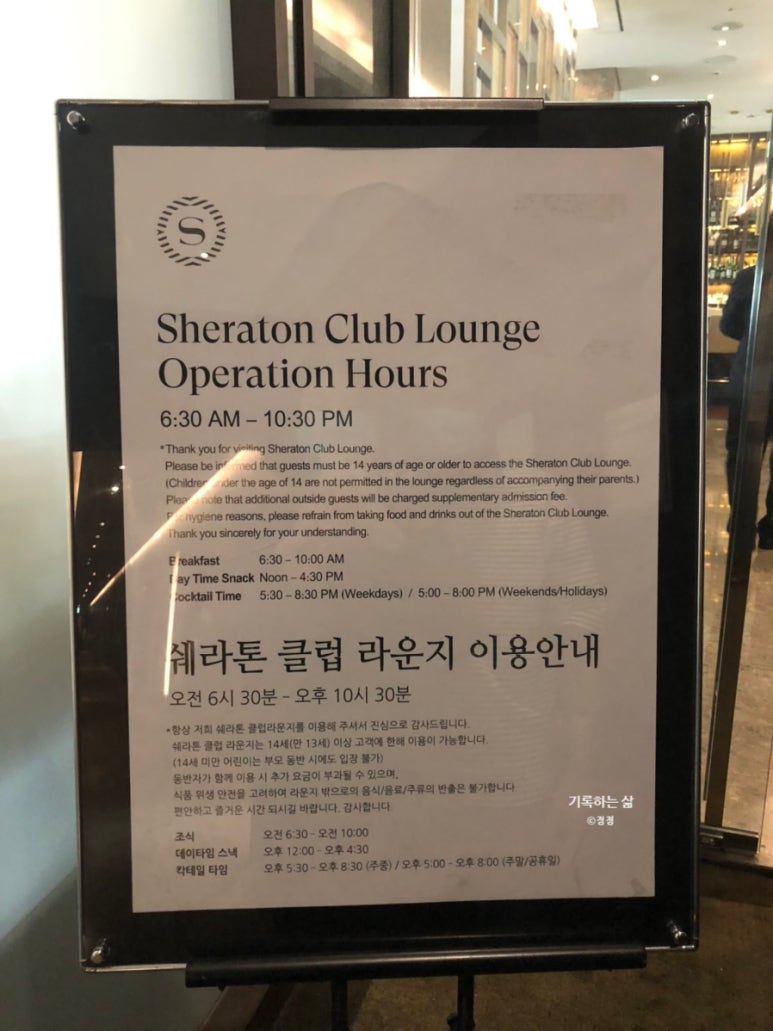 S
Sheraton Club Lounge
Operation Hours
6:30 AM – 10:30 PM
*Thank you for visiting Sheraton Club Lounge.
Please be informed that guests must be 14 years of age or older to access the Sheraton Club Lounge.
(Children under the age of 14 are not permitted in the lounge regardless of accompanying their parents.)
Please note that additional outside guests will be charged supplementary admission fee.
For hygiene reasons, please refrain from taking food and drinks out of the Sheraton Club Lounge.
Thank you sincerely for your understanding.
Breakfast 6:30 – 10:00 AM
Day Time Snack Noon – 4:30 PM
Cocktail Time 5:30 – 8:30 PM (Weekdays) / 5:00 – 8:00 PM (Weekends/Holidays)
쉐라톤 클럽 라운지 이용안내
오전 6시 30분 – 오후 10시 30분
*항상 저희 쉐라톤 클럽라운지를 이용해 주셔서 진심으로 감사드립니다.
쉐라톤 클럽 라운지는 14세(만 13세) 이상 고객에 한해 이용이 가능합니다.
(14세 미만 어린이는 부모 동반 시에도 입장 불가)
동반자가 함께 이용 시 추가 요금이 부과될 수 있으며,
식품 위생 안전을 고려하여 라운지 밖으로의 음식/음료/주류의 반출은 불가합니다
편안하고 즐거운 시간 되시길 바랍니다. 감사합니다.
조식 오전 6:30 – 오전 10:00
데이타임 스낵 오후 12:00 – 오후 4:30
칵테일 타임 오후 5:30 – 오후 8:30 (주중) / 오후 5:00 – 오후 8:00 (주말/공휴일)
기록하는 삶
©졈졈